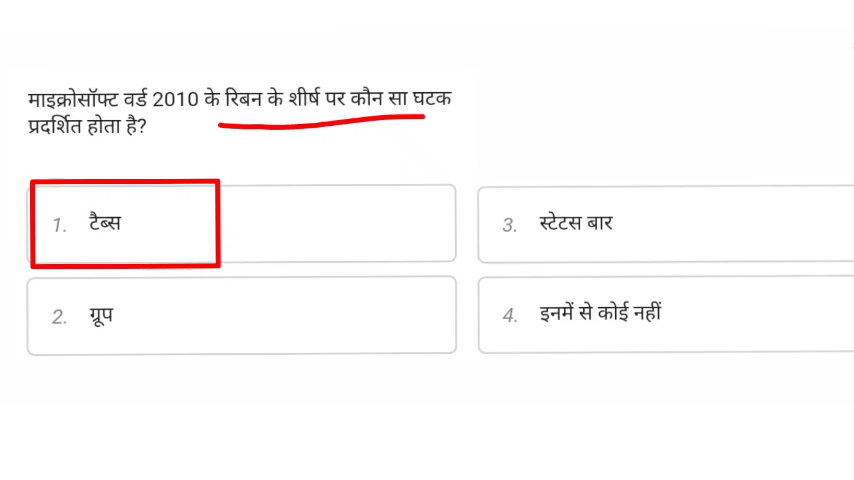 माइक्रोसॉफ्ट वर्ड 2010 के रिबन के शीर्ष पर कौन सा घटक
प्रदर्शित होता है?
1. टैब्स
2. ग्रूप
3. स्टेटस बार
4. इनमें से कोई नहीं